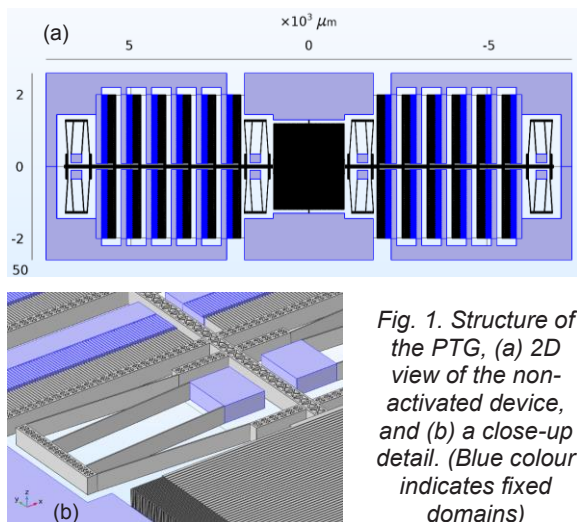 (a)
×10³ μm
5 0 -5
2
0
-2
50
(b)
z
y x
Fig. 1. Structure of
the PTG, (a) 2D
view of the non-
activated device,
and (b) a close-up
detail. (Blue colour
indicates fixed
domains)